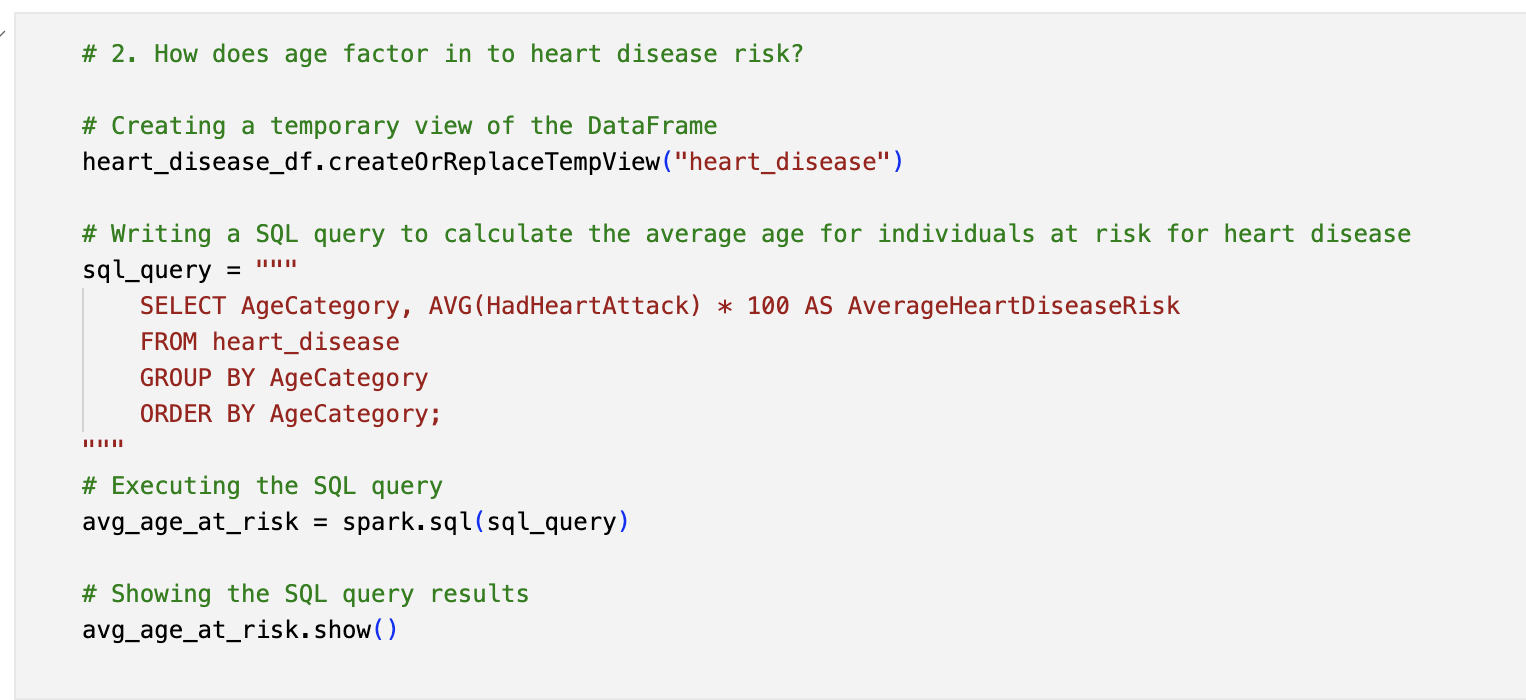 # 2. How does age factor in to heart disease risk?
# Creating a temporary view of the DataFrame
heart_disease_df.createOrReplaceTempView("heart_disease")
# Writing a SQL query to calculate the average age for individuals at risk for heart disease
sql_query = """
    SELECT AgeCategory, AVG(HadHeartAttack) * 100 AS AverageHeartDiseaseRisk
    FROM heart_disease
    GROUP BY AgeCategory
    ORDER BY AgeCategory;
"""
# Executing the SQL query
avg_age_at_risk = spark.sql(sql_query)
# Showing the SQL query results
avg_age_at_risk.show()